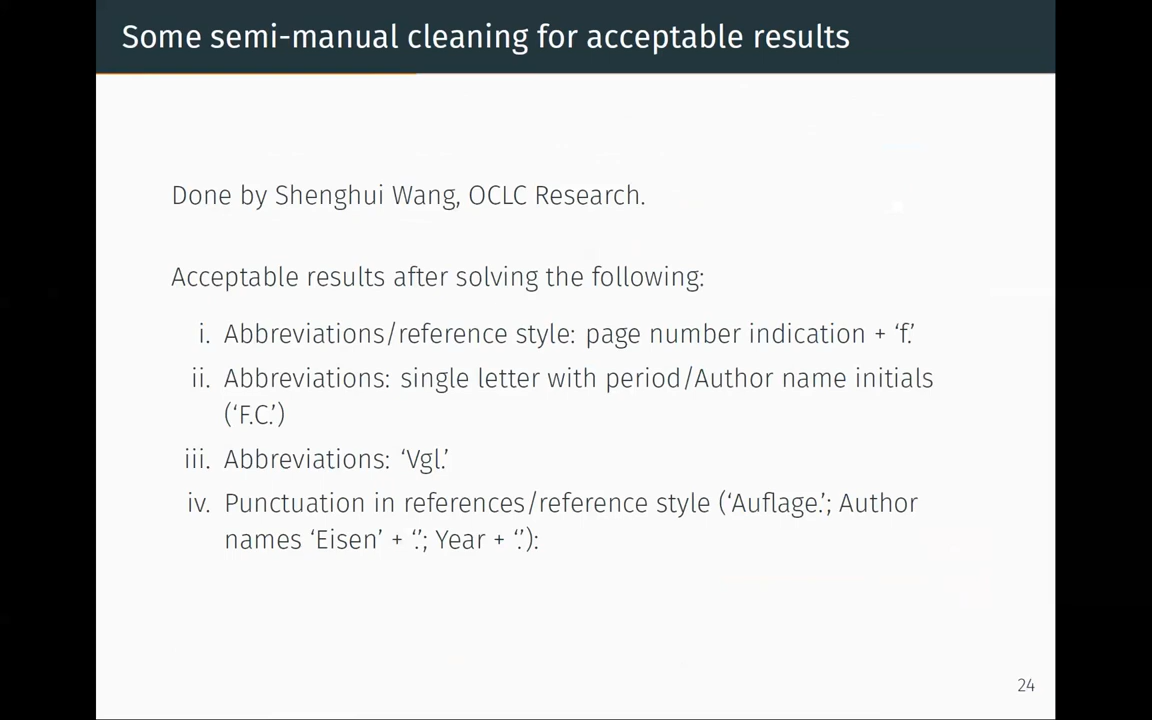 Some semi-manual cleaning for acceptable results
Done by Shenghui Wang, OCLC Research.
Acceptable results after solving the following:
i. Abbreviations/reference style: page number indication + ‘f.’
ii. Abbreviations: single letter with period/Author name initials
(‘F.C.’)
iii. Abbreviations: ‘Vgl.’
iv. Punctuation in references/reference style (‘Auflage.’; Author
names ‘Eisen’ + ‘.’; Year + ‘.’):
24